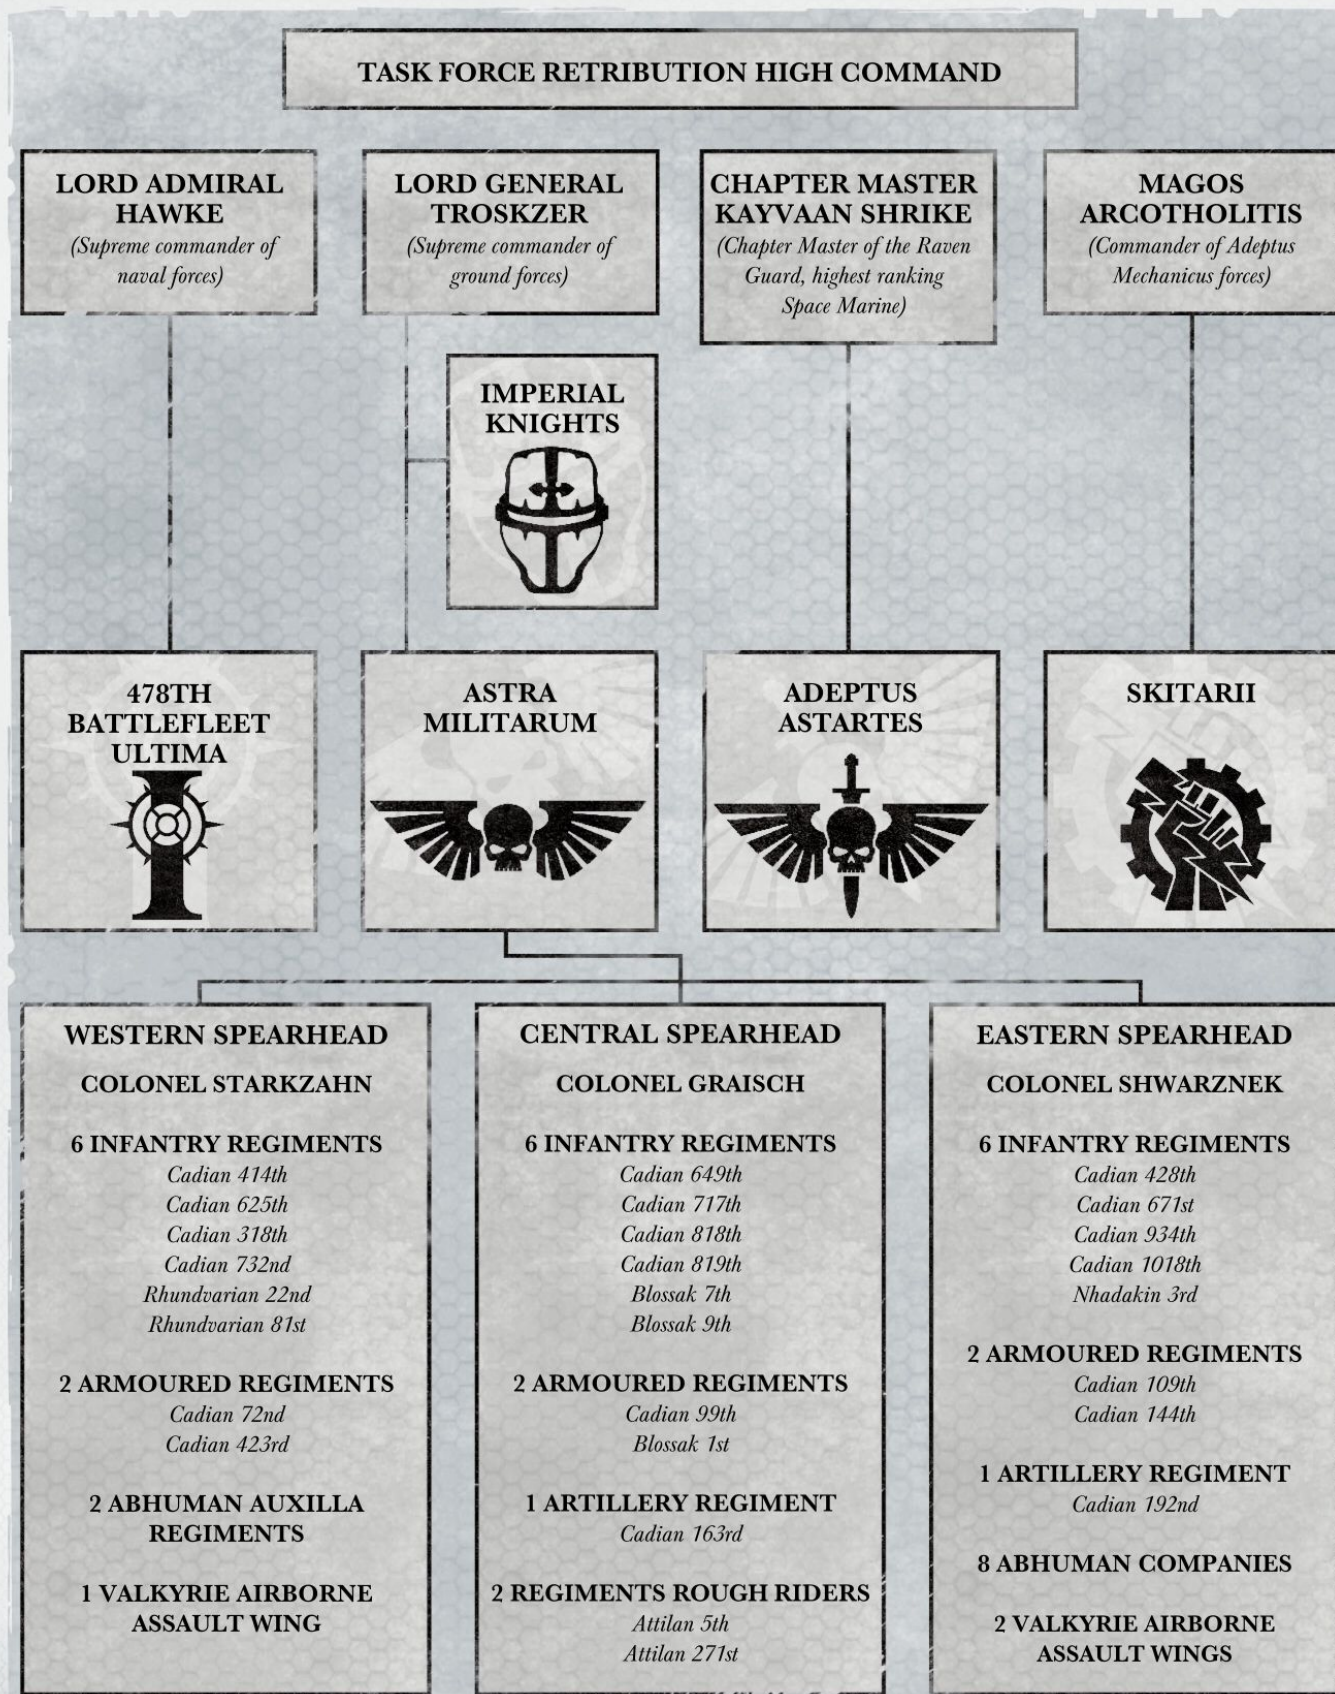 TASK FORCE RETRIBUTION HIGH COMMAND
LORD ADMIRAL
HAWKE
(Supreme commander of
naval forces)
LORD GENERAL
TROSKZER
(Supreme commander of
ground forces)
CHAPTER MASTER
KAYVAAN SHRIKE
(Chapter Master of the Raven
Guard, highest ranking
Space Marine)
MAGOS
ARCOTHOLITIS
(Commander of Adeptus
Mechanicus forces)
IMPERIAL
KNIGHTS
478TH
BATTLEFLEET
ULTIMA
ASTRA
MILITARUM
ADEPTUS
ASTARTES
SKITARII
WESTERN SPEARHEAD
COLONEL STARKZAHN
6 INFANTRY REGIMENTS
Cadian 414th
Cadian 625th
Cadian 318th
Cadian 732nd
Rhundvarian 22nd
Rhundvarian 81st
2 ARMOURED REGIMENTS
Cadian 72nd
Cadian 423rd
2 ABHUMAN AUXILLA
REGIMENTS
1 VALKYRIE AIRBORNE
ASSAULT WING
CENTRAL SPEARHEAD
COLONEL GRAISCH
6 INFANTRY REGIMENTS
Cadian 649th
Cadian 717th
Cadian 818th
Cadian 819th
Blossak 7th
Blossak 9th
2 ARMOURED REGIMENTS
Cadian 99th
Blossak 1st
1 ARTILLERY REGIMENT
Cadian 163rd
2 REGIMENTS ROUGH RIDERS
Attilan 5th
Attilan 271st
EASTERN SPEARHEAD
COLONEL SHWARZNEK
6 INFANTRY REGIMENTS
Cadian 428th
Cadian 671st
Cadian 934th
Cadian 1018th
Nhadakin 3rd
2 ARMOURED REGIMENTS
Cadian 109th
Cadian 144th
1 ARTILLERY REGIMENT
Cadian 192nd
8 ABHUMAN COMPANIES
2 VALKYRIE AIRBORNE
ASSAULT WINGS